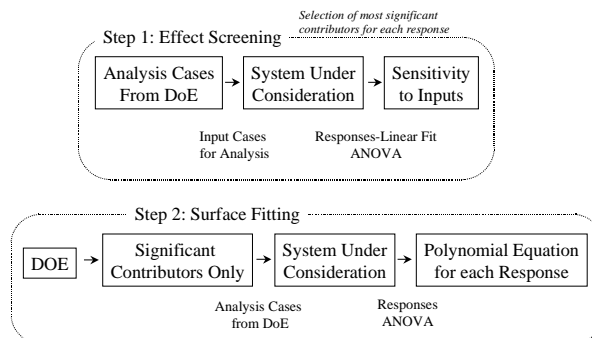 Selection of most significant
contributors for each response
Step 1: Effect Screening
Analysis Cases
From DoE
System Under
Consideration
Sensitivity
to Inputs
Input Cases
for Analysis
Responses-Linear Fit
ANOVA
Step 2: Surface Fitting
DOE
Significant
Contributors Only
System Under
Consideration
Polynomial Equation
for each Response
Analysis Cases
from DoE
Responses
ANOVA